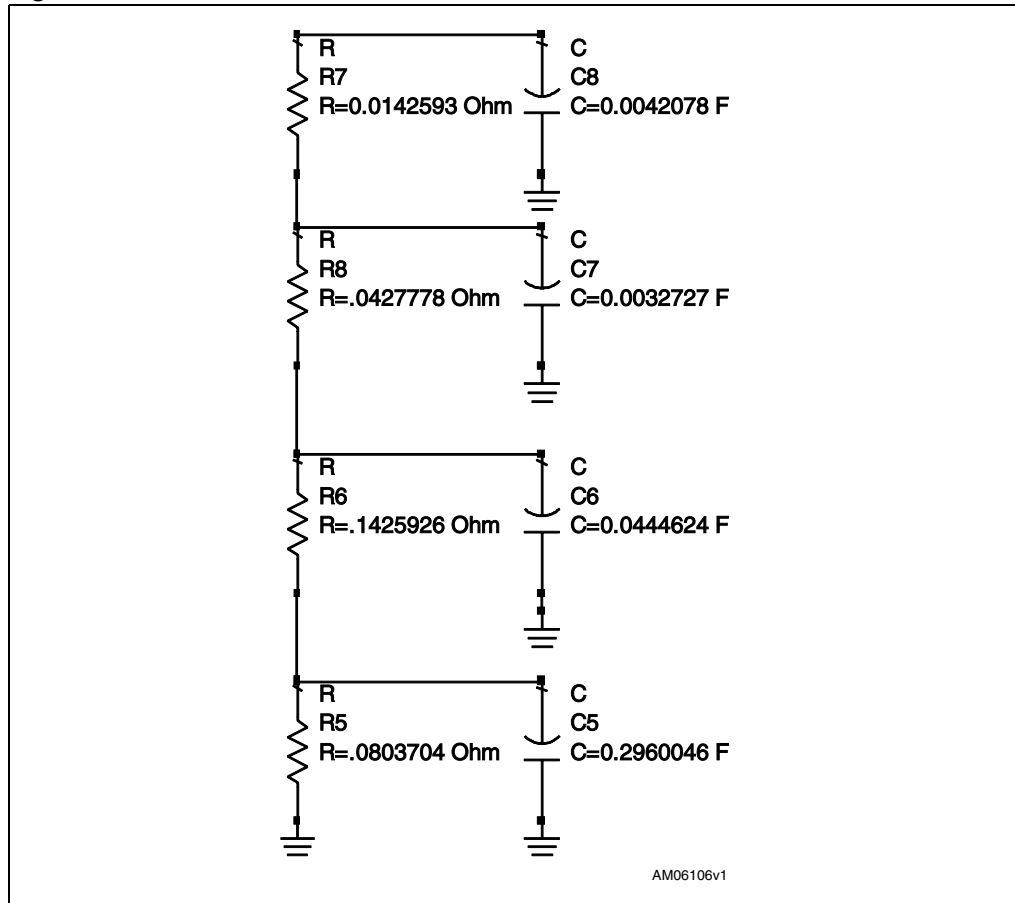 R
R7
R=0.0142593 Ohm
C
C8
C=0.0042078 F
R
R8
R=.0427778 Ohm
C
C7
C=0.0032727 F
R
R6
R=.1425926 Ohm
C
C6
C=0.0444624 F
R
R5
R=.0803704 Ohm
C
C5
C=0.2960046 F
AM06106v1